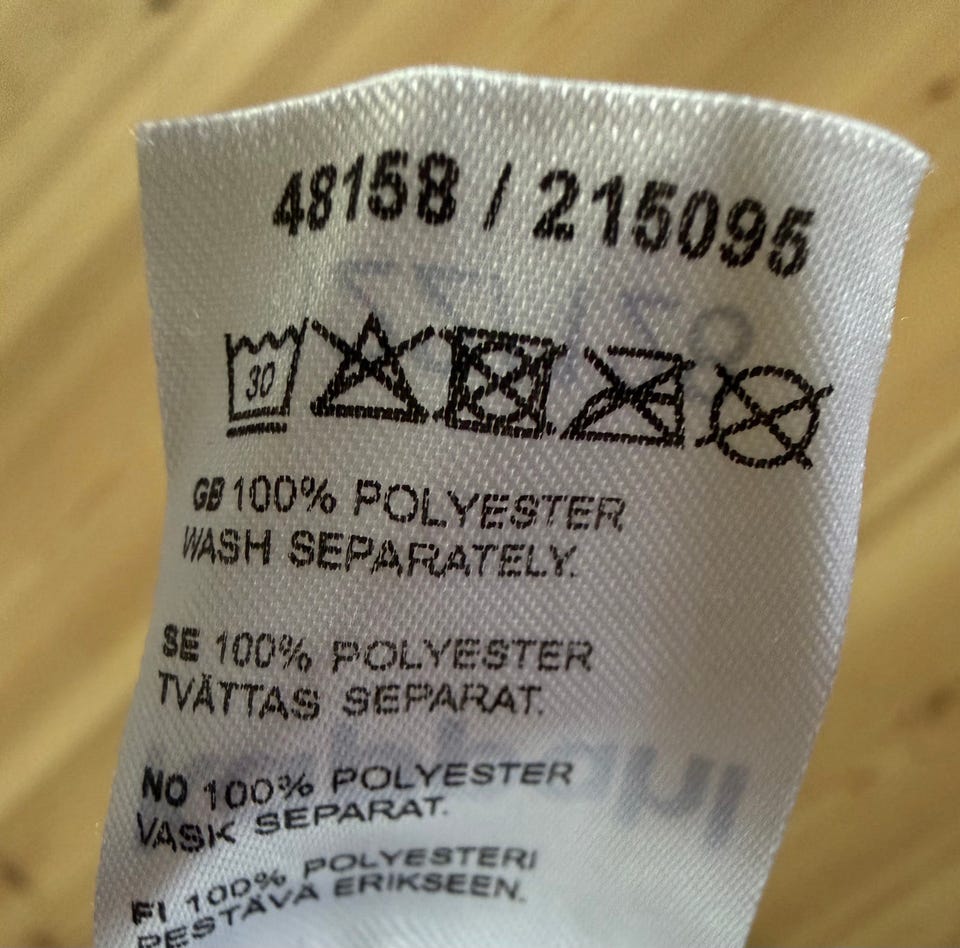 48158 / 215095
30
GB 100% POLYESTER
WASH SEPARATELY.
SE 100% POLYESTER
TVÄTTAS SEPARAT.
NO 100% POLYESTER
VASK SEPARAT.
FI 100% POLYESTERI
PESTÄVÄ ERIKSEEN.